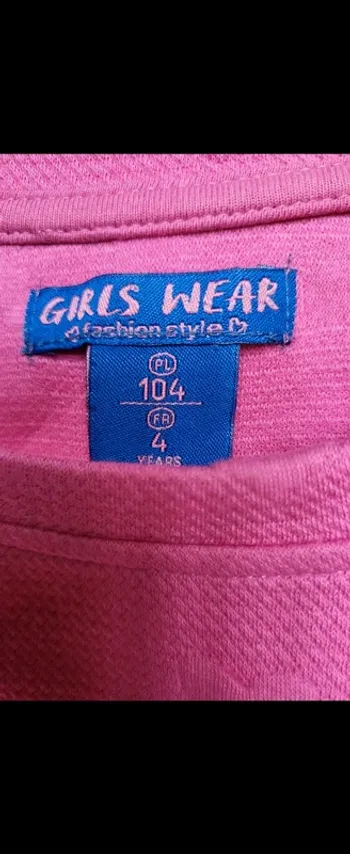 GIRLS WEAR
fashion style
PL
104
FR
4
YEARS